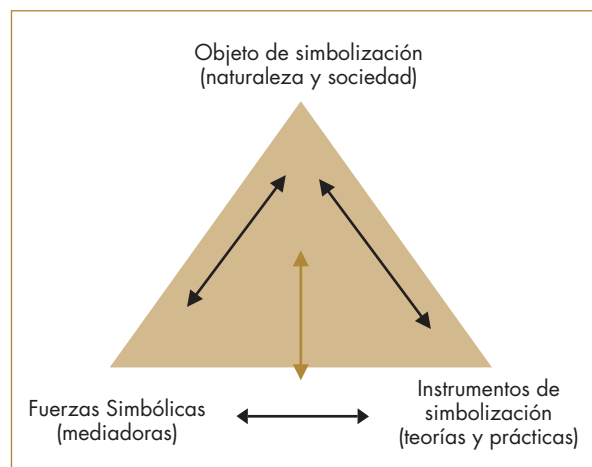 Objeto de simbolización
(naturaleza y sociedad)
Fuerzas Simbólicas
(mediadoras)
Instrumentos de
simbolización
(teorías y prácticas)